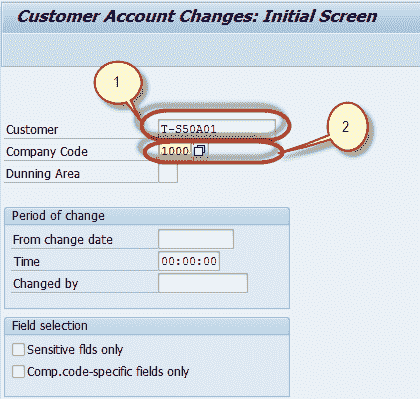 Customer Account Changes: Initial Screen
1
Customer T-S50A01
2
Company Code 1000
Dunning Area
Period of change
From change date
Time 00:00:00
Changed by
Field selection
Sensitive flds only
Comp.code-specific fields only